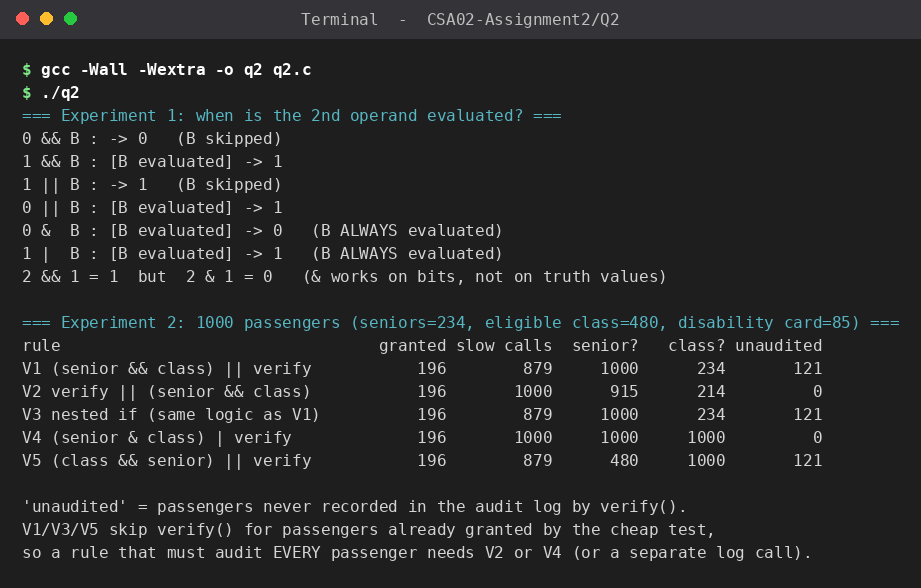 Terminal  -  CSA02-Assignment2/Q2
$ gcc -Wall -Wextra -o q2 q2.c
$ ./q2
=== Experiment 1: when is the 2nd operand evaluated? ===
0 && B : -> 0   (B skipped)
1 && B : [B evaluated] -> 1
1 || B : -> 1   (B skipped)
0 || B : [B evaluated] -> 1
0 &  B : [B evaluated] -> 0   (B ALWAYS evaluated)
1 |  B : [B evaluated] -> 1   (B ALWAYS evaluated)
2 && 1 = 1  but  2 & 1 = 0   (& works on bits, not on truth values)

=== Experiment 2: 1000 passengers (seniors=234, eligible class=480, disability card=85) ===
rule                                 granted slow calls  senior?   class? unaudited
V1 (senior && class) || verify           196        879     1000      234       121
V2 verify || (senior && class)           196       1000      915      214         0
V3 nested if (same logic as V1)          196        879     1000      234       121
V4 (senior & class) | verify             196       1000     1000     1000         0
V5 (class && senior) || verify           196        879      480     1000       121

'unaudited' = passengers never recorded in the audit log by verify().
V1/V3/V5 skip verify() for passengers already granted by the cheap test,
so a rule that must audit EVERY passenger needs V2 or V4 (or a separate log call).